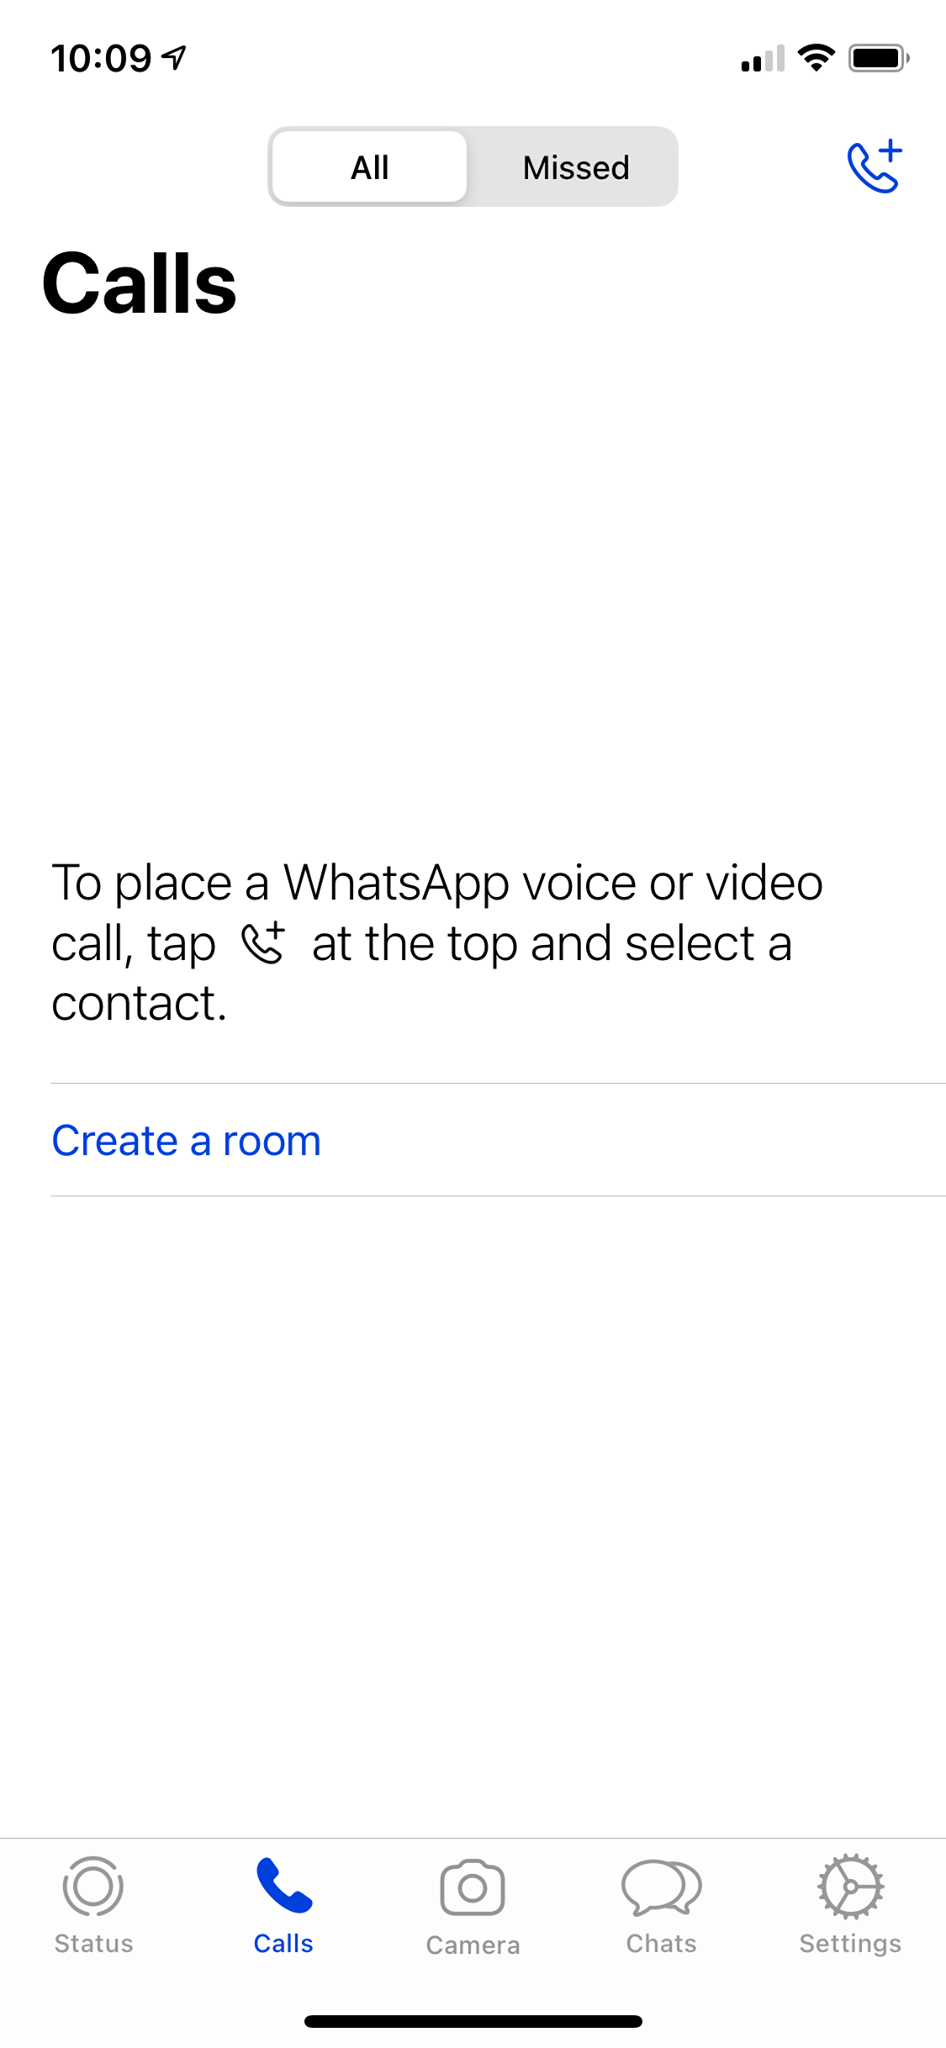 10:09
All Missed
Calls
To place a WhatsApp voice or video
call, tap at the top and select a
contact.
Create a room
Status Calls Camera Chats Settings